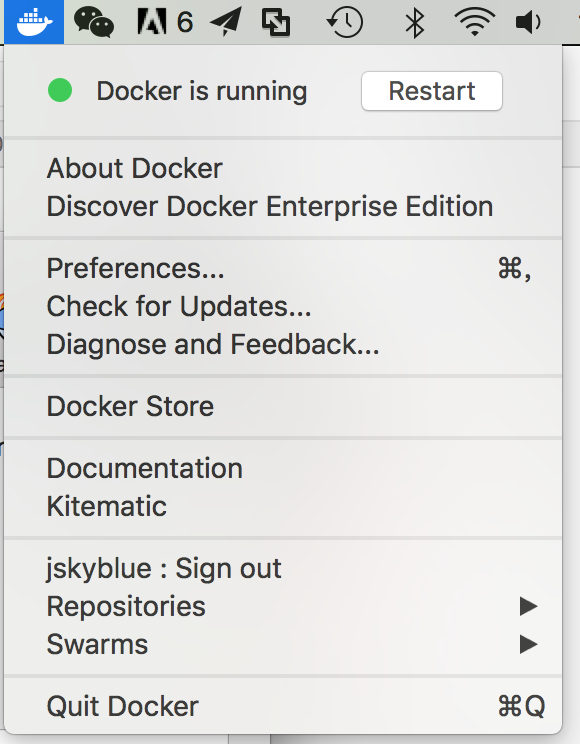 6
Docker is running Restart
About Docker
Discover Docker Enterprise Edition
Preferences... ⌘,
Check for Updates...
Diagnose and Feedback...
Docker Store
Documentation
Kitematic
jskyblue : Sign out
Repositories ▶
Swarms ▶
Quit Docker ⌘Q